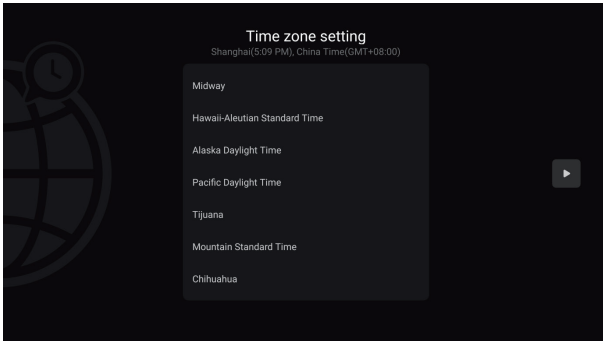 Time zone setting
Shanghai(5:09 PM), China Time(GMT+08:00)
Midway
Hawaii-Aleutian Standard Time
Alaska Daylight Time
Pacific Daylight Time
Tijuana
Mountain Standard Time
Chihuahua